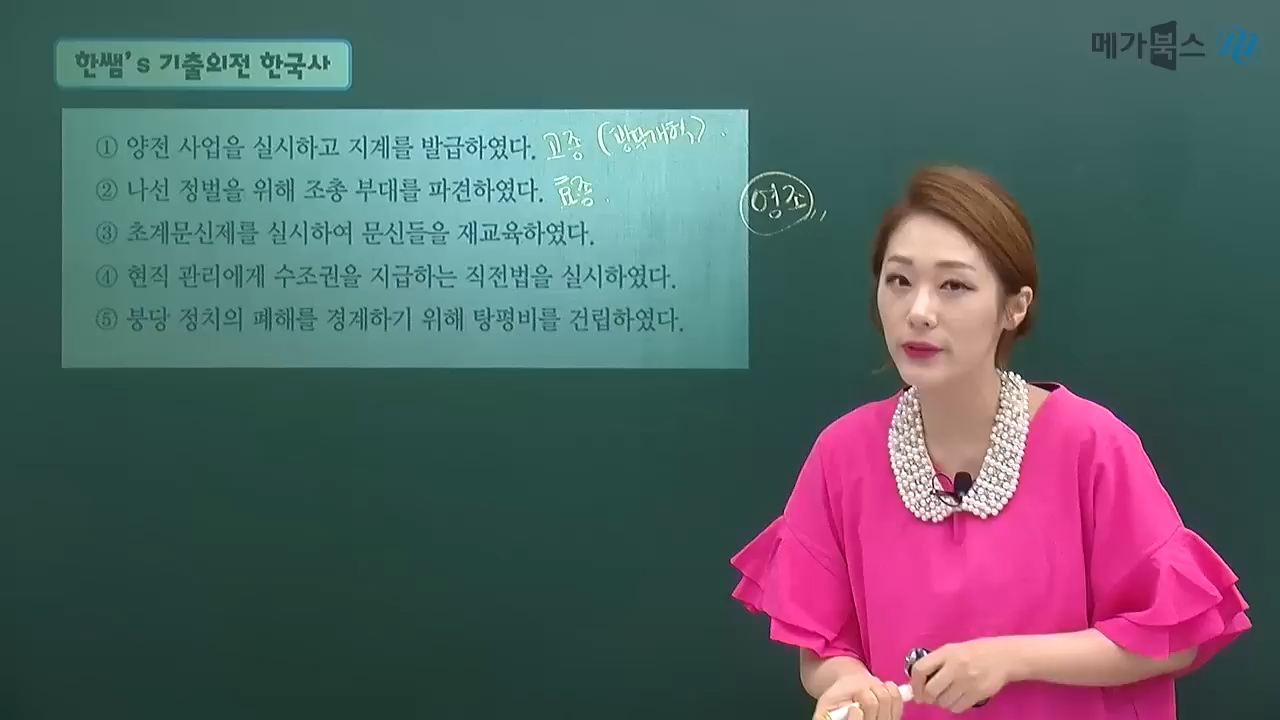 메가북스
한쌤's 기출외전 한국사
① 양전 사업을 실시하고 지계를 발급하였다. 고종 (광무개혁)
② 나선 정벌을 위해 조총 부대를 파견하였다. 효종
③ 초계문신제를 실시하여 문신들을 재교육하였다.
④ 현직 관리에게 수조권을 지급하는 직전법을 실시하였다.
⑤ 붕당 정치의 폐해를 경계하기 위해 탕평비를 건립하였다.
영조